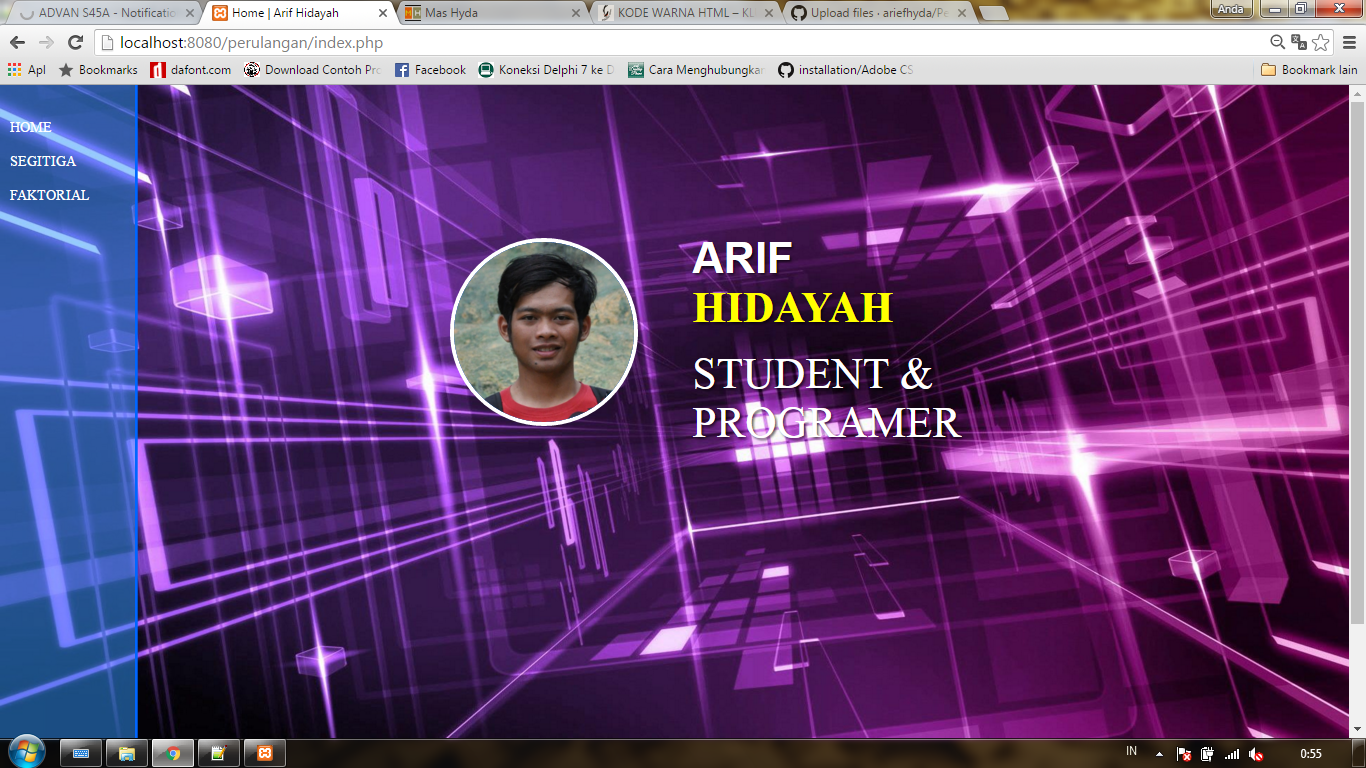 ADVAN S45A - Notification
Home | Arif Hidayah
Mas Hyda
KODE WARNA HTML – KU
Upload files · ariefhyda/Pe
Anda
localhost:8080/perulangan/index.php
Apl
Bookmarks
dafont.com
Download Contoh Pro
Facebook
Koneksi Delphi 7 ke D
Cara Menghubungkan
installation/Adobe CS
Bookmark lain
HOME
SEGITIGA
FAKTORIAL
ARIF
HIDAYAH
STUDENT &
PROGRAMER
IN
0:55